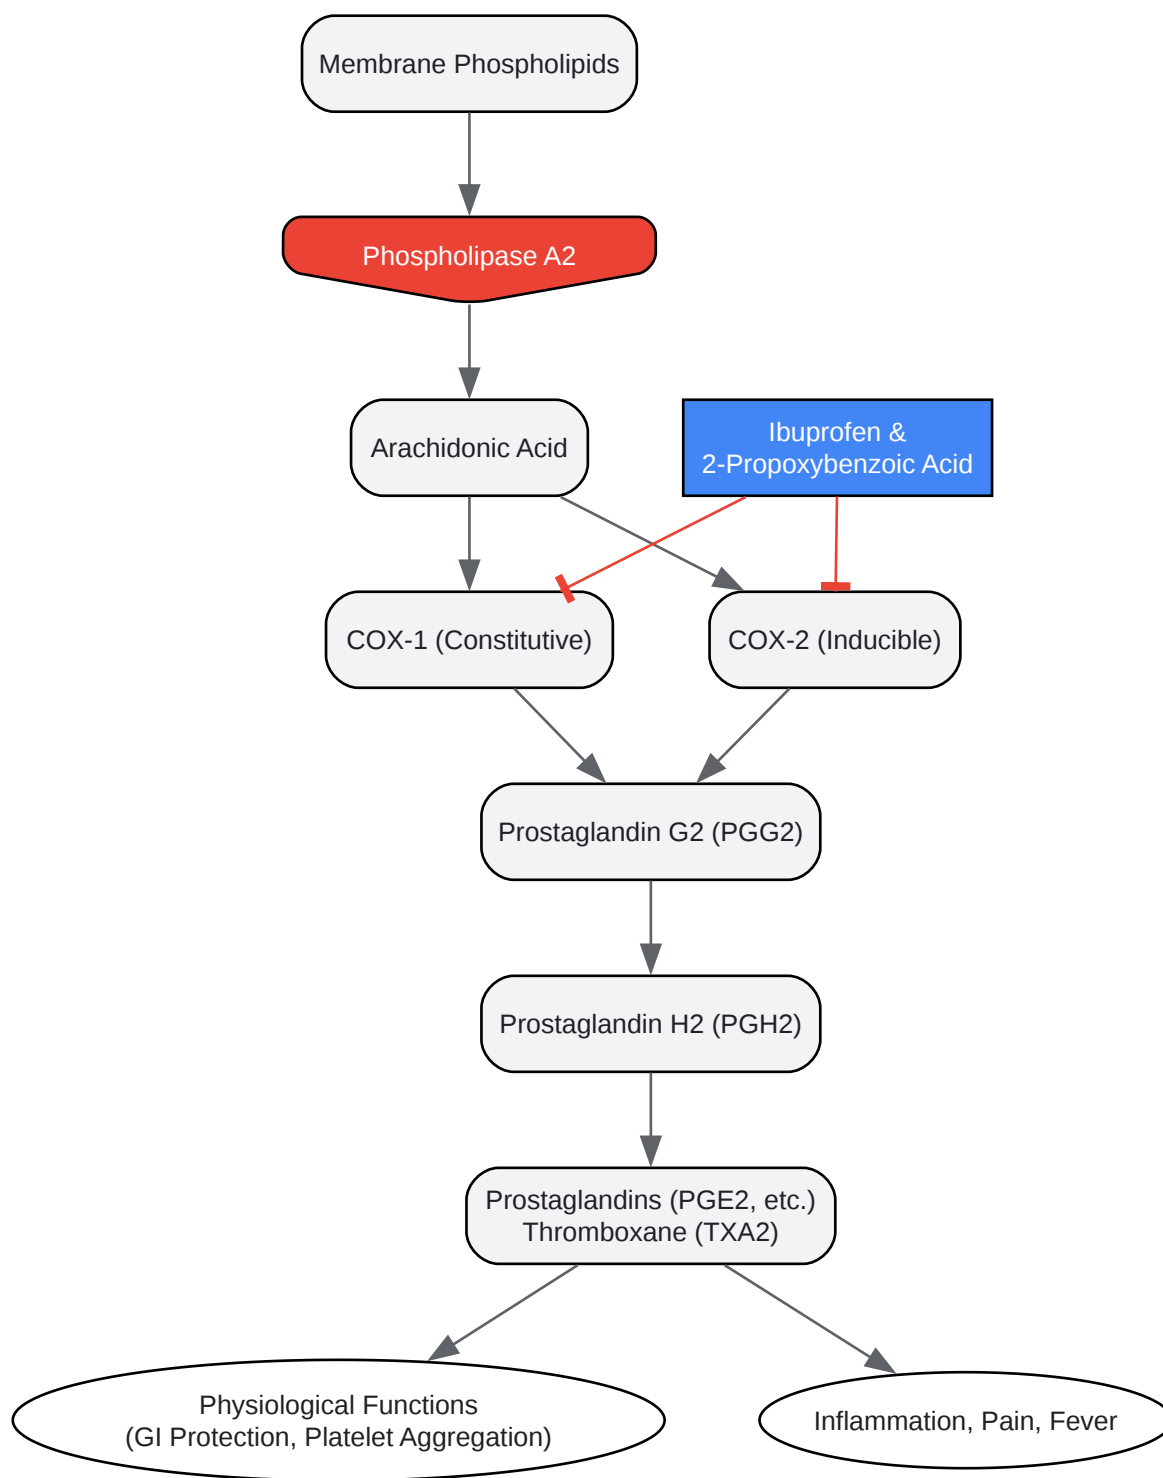 Membrane Phospholipids
Phospholipase A2
Arachidonic Acid
Ibuprofen &
2-Propoxybenzoic Acid
COX-1 (Constitutive)
COX-2 (Inducible)
Prostaglandin G2 (PGG2)
Prostaglandin H2 (PGH2)
Prostaglandins (PGE2, etc.)
Thromboxane (TXA2)
Physiological Functions
(GI Protection, Platelet Aggregation)
Inflammation, Pain, Fever